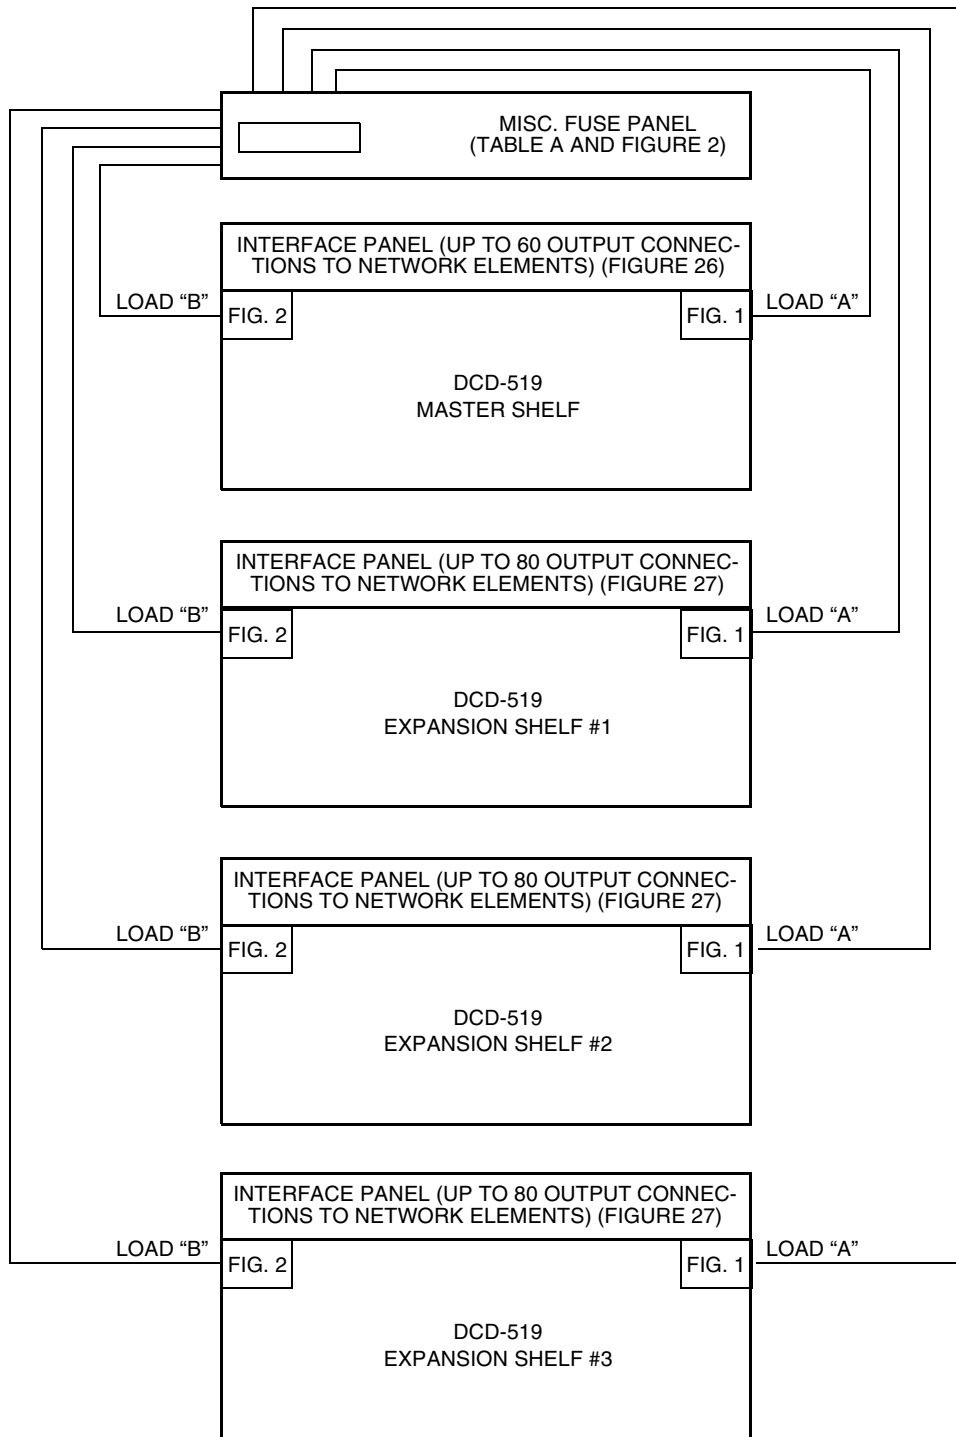 MISC. FUSE PANEL
(TABLE A AND FIGURE 2)
INTERFACE PANEL (UP TO 60 OUTPUT CONNEC-
TIONS TO NETWORK ELEMENTS) (FIGURE 26)
LOAD “B”
FIG. 2
FIG. 1
LOAD “A”
DCD-519
MASTER SHELF
INTERFACE PANEL (UP TO 80 OUTPUT CONNEC-
TIONS TO NETWORK ELEMENTS) (FIGURE 27)
LOAD “B”
FIG. 2
FIG. 1
LOAD “A”
DCD-519
EXPANSION SHELF #1
INTERFACE PANEL (UP TO 80 OUTPUT CONNEC-
TIONS TO NETWORK ELEMENTS) (FIGURE 27)
LOAD “B”
FIG. 2
FIG. 1
LOAD “A”
DCD-519
EXPANSION SHELF #2
INTERFACE PANEL (UP TO 80 OUTPUT CONNEC-
TIONS TO NETWORK ELEMENTS) (FIGURE 27)
LOAD “B”
FIG. 2
FIG. 1
LOAD “A”
DCD-519
EXPANSION SHELF #3